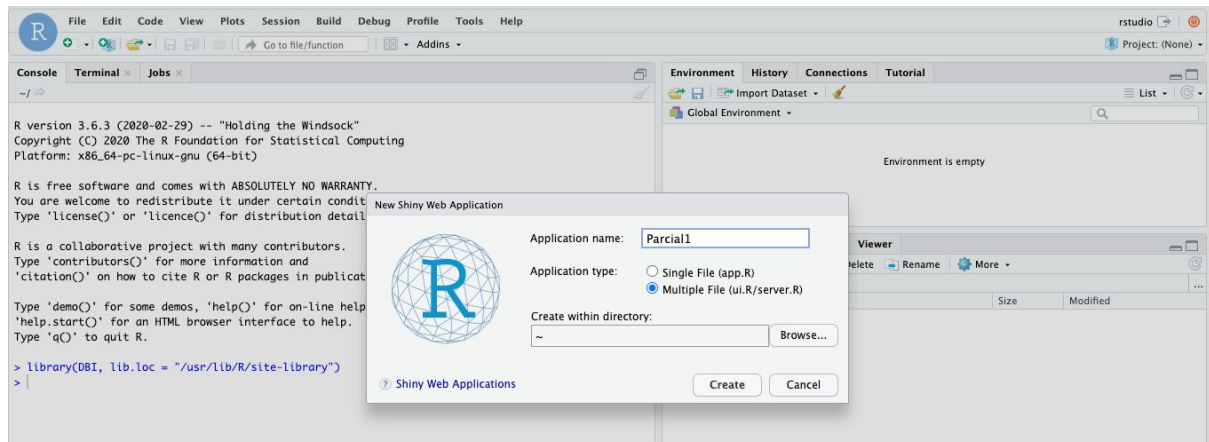 File Edit Code View Plots Session Build Debug Profile Tools Help
rstudio
Go to file/function
Addins
Project: (None)
Console Terminal Jobs
~/
R version 3.6.3 (2020-02-29) -- "Holding the Windsock"
Copyright (C) 2020 The R Foundation for Statistical Computing
Platform: x86_64-pc-linux-gnu (64-bit)
R is free software and comes with ABSOLUTELY NO WARRANTY.
You are welcome to redistribute it under certain condit
Type 'license()' or 'licence()' for distribution detail
R is a collaborative project with many contributors.
Type 'contributors()' for more information and
'citation()' on how to cite R or R packages in publicat
Type 'demo()' for some demos, 'help()' for on-line help
'help.start()' for an HTML browser interface to help.
Type 'q()' to quit R.
> library(DBI, lib.loc = "/usr/lib/R/site-library")
>
Environment History Connections Tutorial
Import Dataset
List
Global Environment
Environment is empty
Viewer
Delete Rename More
Size Modified
New Shiny Web Application
R
Application name: Parcial1
Application type: Single File (app.R)
Multiple File (ui.R/server.R)
Create within directory:
~
Browse...
? Shiny Web Applications
Create Cancel